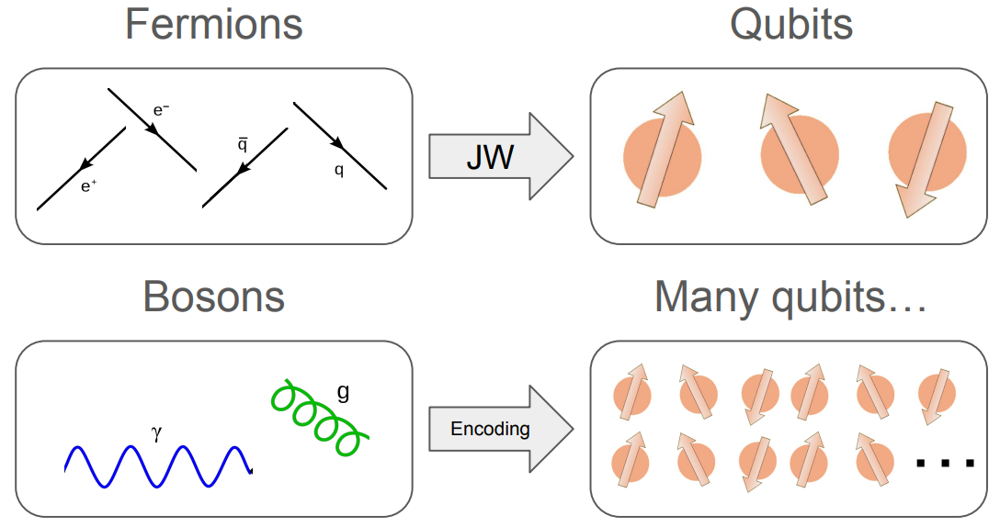 Fermions
Qubits
e⁻
e⁺
q̅
q
JW
Bosons
Many qubits…
γ
g
Encoding
. . .